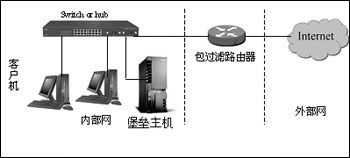 Switch or hub
Internet
包过滤路由器
客户机
内部网
堡垒主机
外部网